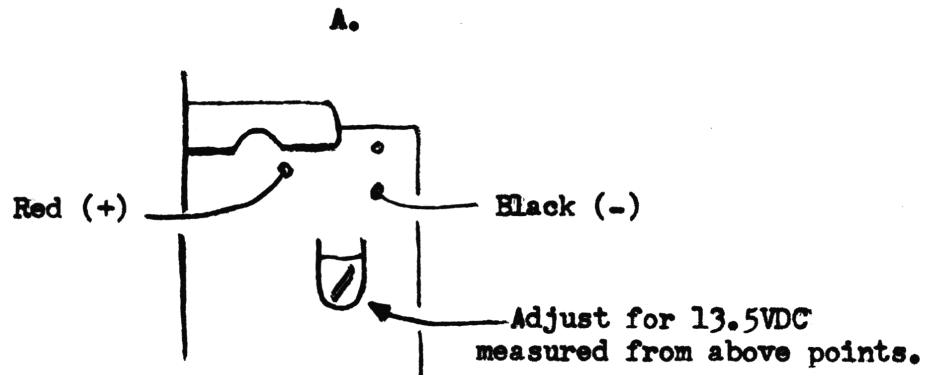 A.
Red (+)
Black (-)
Adjust for 13.5VDC
measured from above points.